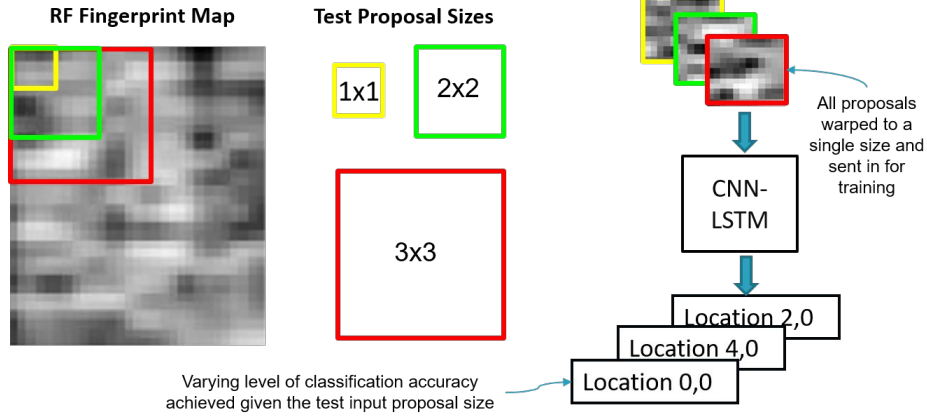 RF Fingerprint Map
Test Proposal Sizes
1x1
2x2
3x3
All proposals
warped to a
single size and
sent in for
training
CNN-
LSTM
Location 2,0
Location 4,0
Location 0,0
Varying level of classification accuracy
achieved given the test input proposal size